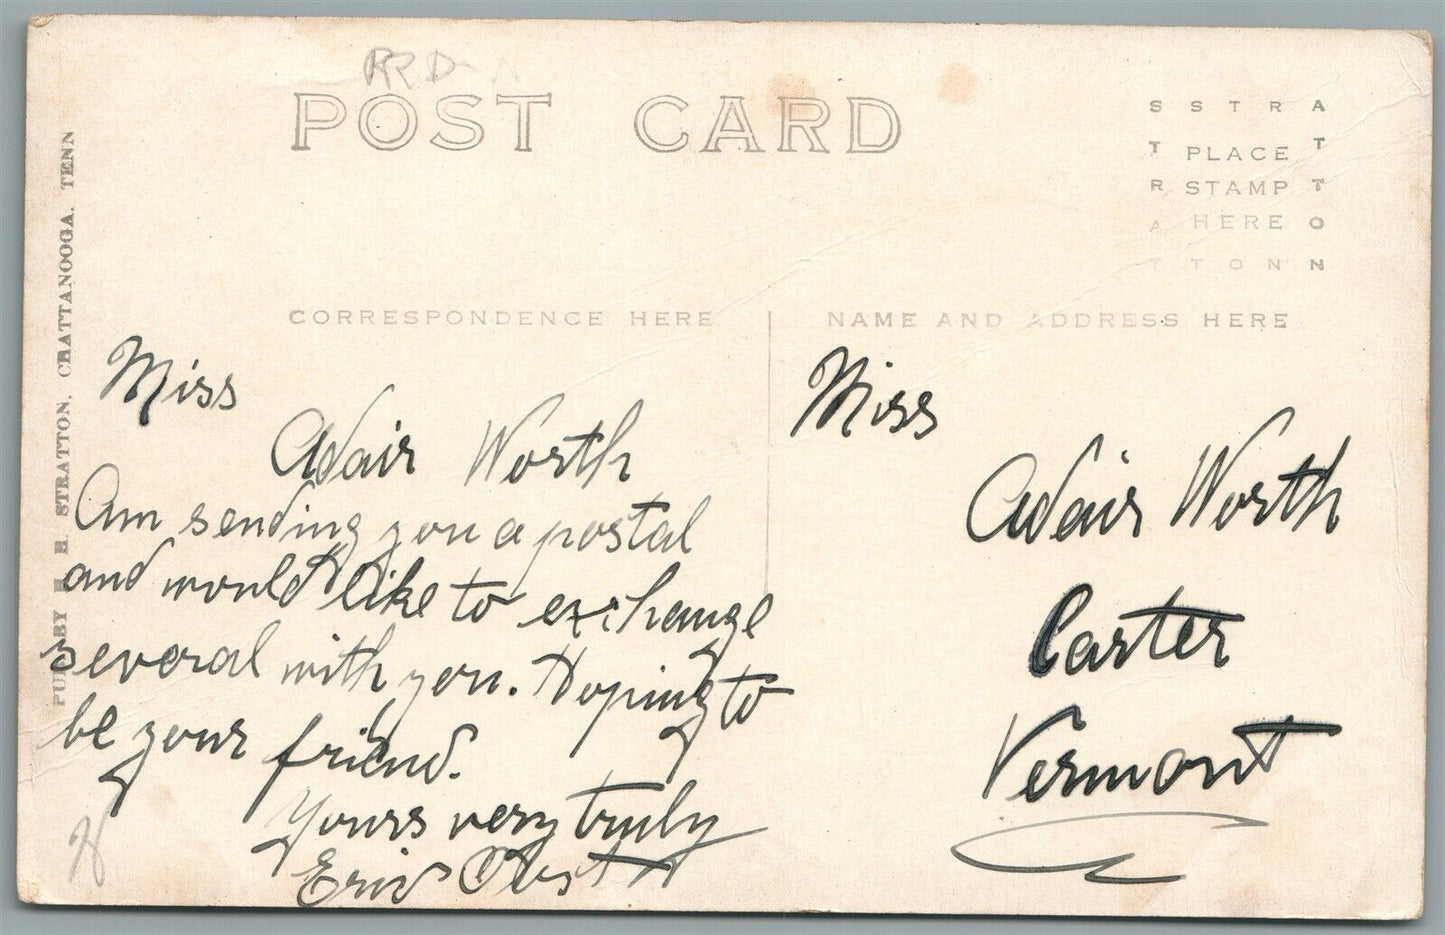 RRD
POST CARD
S S T R A
T PLACE T
R STAMP T
A HERE O
T T O N N
PUB. BY H. H. STRATTON, CHATTANOOGA, TENN
CORRESPONDENCE HERE
NAME AND ADDRESS HERE
Miss
Adair Worth
Am sending you a postal
and would like to exchange
several with you. Hoping to
be your friend.
Yours very truly
H
Miss
Adair Worth
Carter
Vermont